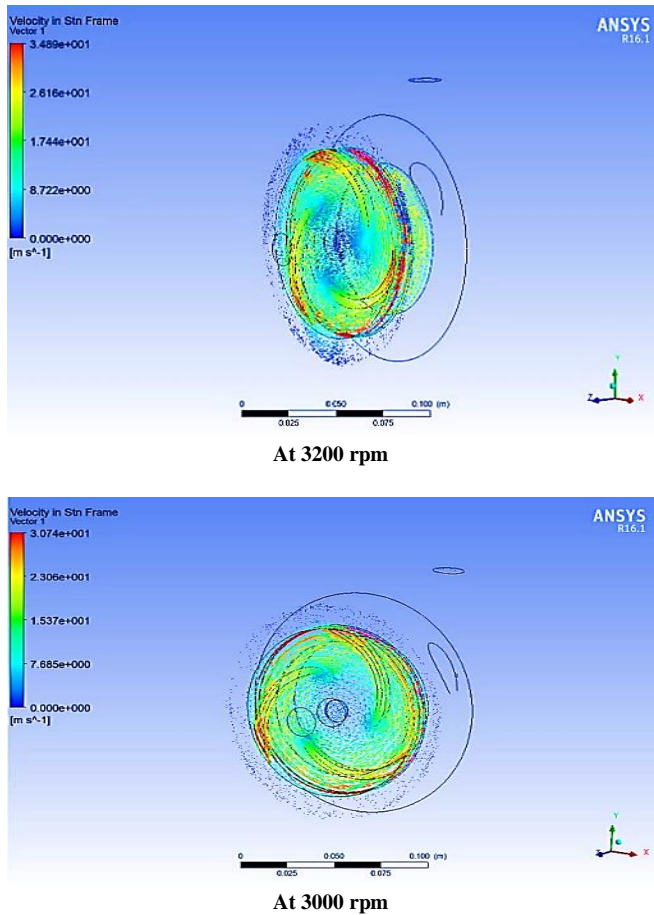 Velocity in Stn Frame
Vector 1
ANSYS
R16.1
3.489e+001
2.616e+001
1.744e+001
8.722e+000
0.000e+000
[m s^-1]
Y
Z X
0 0.050 0.100 (m)
0.025 0.075
At 3200 rpm
Velocity in Stn Frame
Vector 1
ANSYS
R16.1
3.074e+001
2.306e+001
1.537e+001
7.685e+000
0.000e+000
[m s^-1]
Y
Z X
0 0.050 0.100 (m)
0.025 0.075
At 3000 rpm